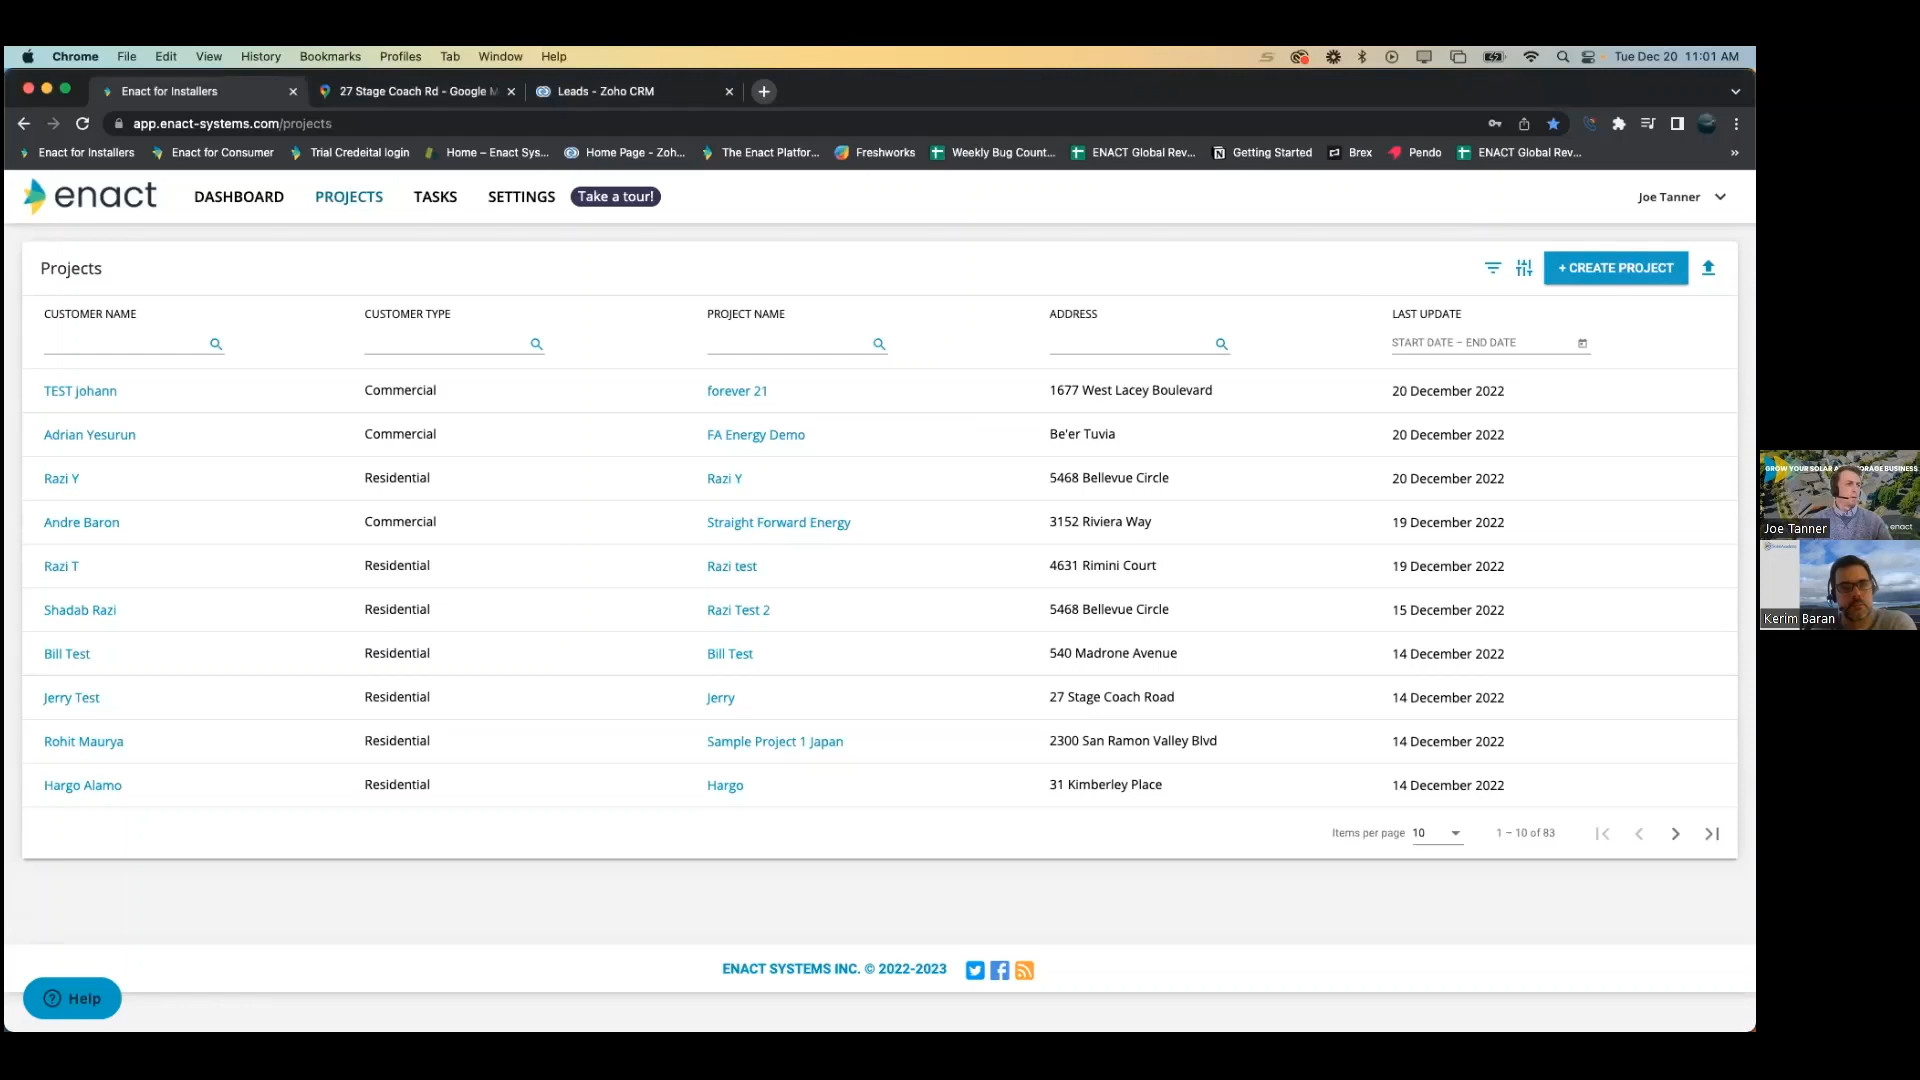 Chrome File Edit View History Bookmarks Profiles Tab Window Help Tue Dec 20 11:01 AM
Enact for Installers 27 Stage Coach Rd - Google M Leads - Zoho CRM
app.enact-systems.com/projects
Enact for Installers Enact for Consumer Trial Credeital login Home – Enact Sys... Home Page - Zoh... The Enact Platfor... Freshworks Weekly Bug Count... ENACT Global Rev... Getting Started Brex Pendo ENACT Global Rev... »
enact DASHBOARD PROJECTS TASKS SETTINGS Take a tour! Joe Tanner
Projects + CREATE PROJECT
CUSTOMER NAME CUSTOMER TYPE PROJECT NAME ADDRESS LAST UPDATE
START DATE – END DATE
TEST johann Commercial forever 21 1677 West Lacey Boulevard 20 December 2022
Adrian Yesurun Commercial FA Energy Demo Be'er Tuvia 20 December 2022
Razi Y Residential Razi Y 5468 Bellevue Circle 20 December 2022
Andre Baron Commercial Straight Forward Energy 3152 Riviera Way 19 December 2022
Razi T Residential Razi test 4631 Rimini Court 19 December 2022
Shadab Razi Residential Razi Test 2 5468 Bellevue Circle 15 December 2022
Bill Test Residential Bill Test 540 Madrone Avenue 14 December 2022
Jerry Test Residential Jerry 27 Stage Coach Road 14 December 2022
Rohit Maurya Residential Sample Project 1 Japan 2300 San Ramon Valley Blvd 14 December 2022
Hargo Alamo Residential Hargo 31 Kimberley Place 14 December 2022
Items per page 10 1 – 10 of 83
ENACT SYSTEMS INC. © 2022-2023
Help
GROW YOUR SOLAR BUSINESS
enact
Joe Tanner
Kerim Baran